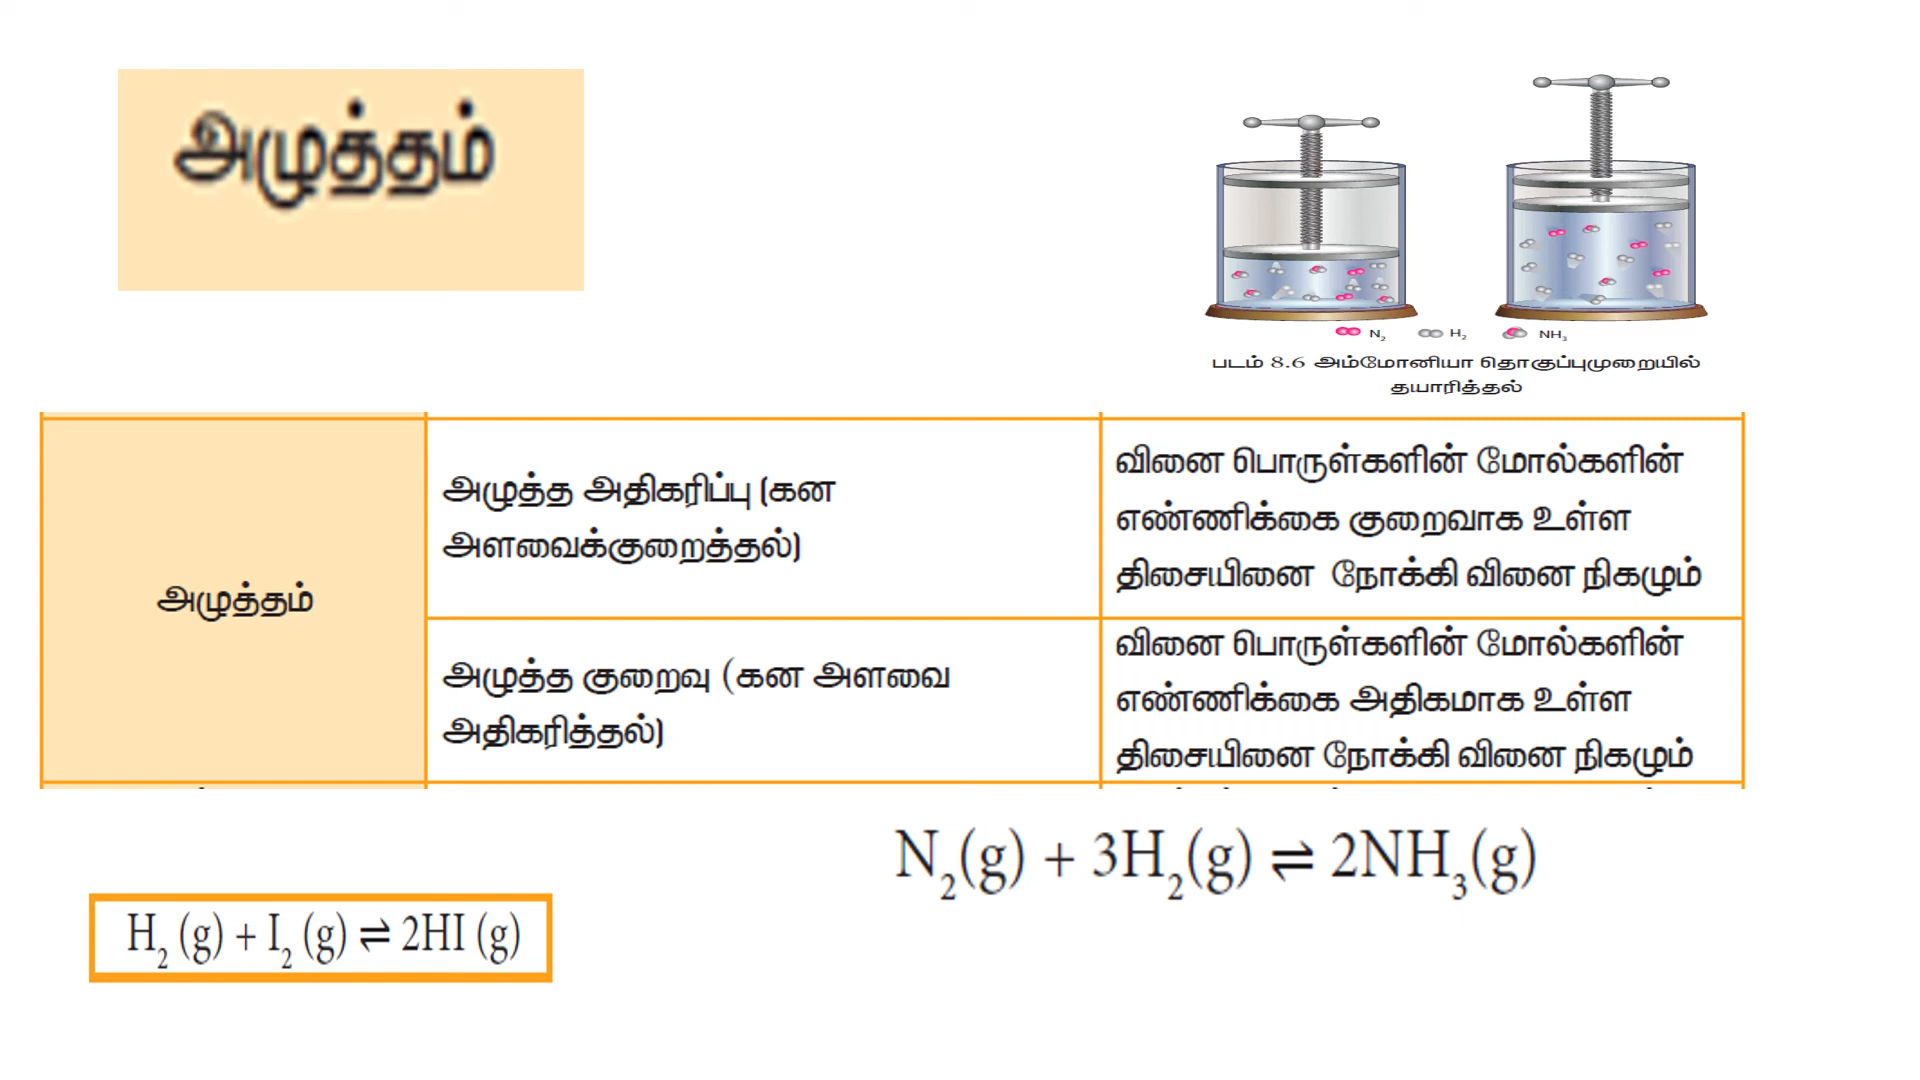 அழுத்தம்
N₂ H₂ NH₃
படம் 8.6 அம்மோனியா தொகுப்புமுறையில்
தயாரித்தல்
அழுத்தம்
அழுத்த அதிகரிப்பு (கன
அளவைக்குறைத்தல்)
வினை பொருள்களின் மோல்களின்
எண்ணிக்கை குறைவாக உள்ள
திசையினை நோக்கி வினை நிகழும்
அழுத்த குறைவு (கன அளவை
அதிகரித்தல்)
வினை பொருள்களின் மோல்களின்
எண்ணிக்கை அதிகமாக உள்ள
திசையினை நோக்கி வினை நிகழும்
N₂(g) + 3H₂(g) ⇌ 2NH₃(g)
H₂ (g) + I₂ (g) ⇌ 2HI (g)